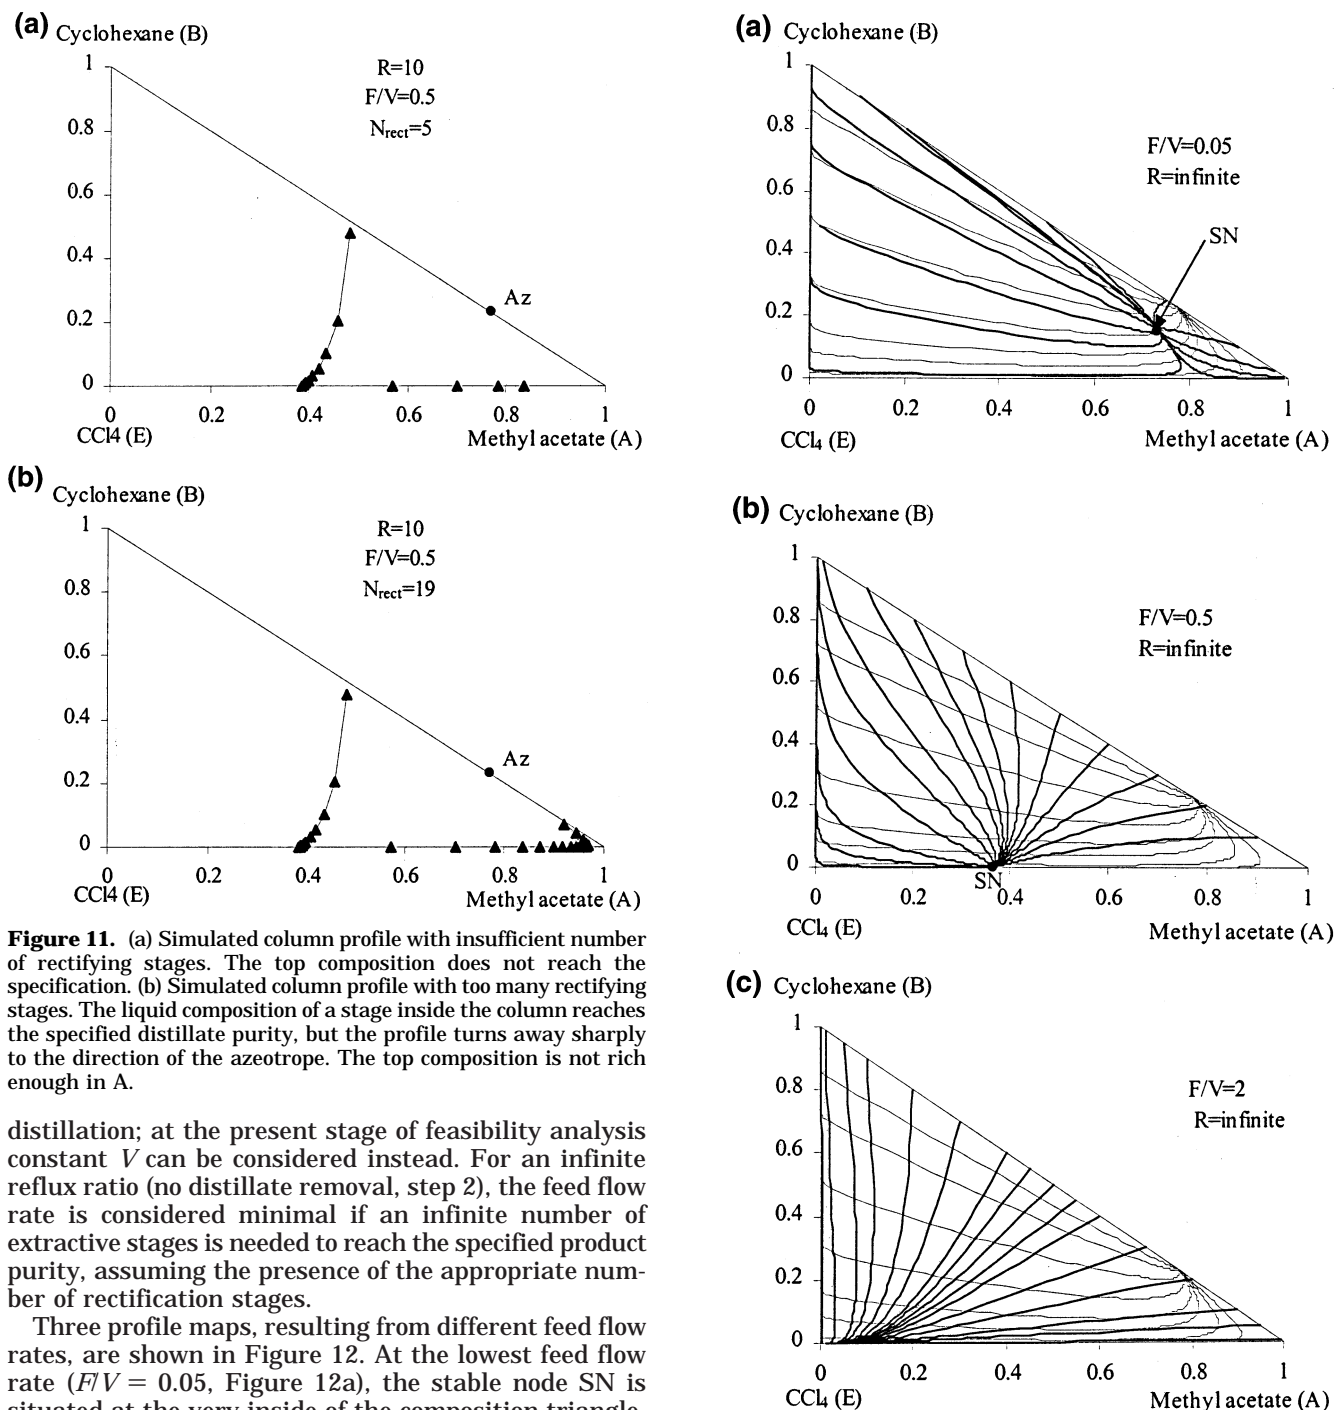 (a) Cyclohexane (B)
1
R=10
F/V=0.5
Nrect=5
0.8
0.6
0.4
Az
0.2
0
0 0.2 0.4 0.6 0.8 1
CCl4 (E) Methyl acetate (A)
(b) Cyclohexane (B)
1
R=10
F/V=0.5
Nrect=19
0.8
0.6
0.4
Az
0.2
0
0 0.2 0.4 0.6 0.8 1
CCl4 (E) Methyl acetate (A)
Figure 11. (a) Simulated column profile with insufficient number
of rectifying stages. The top composition does not reach the
specification. (b) Simulated column profile with too many rectifying
stages. The liquid composition of a stage inside the column reaches
the specified distillate purity, but the profile turns away sharply
to the direction of the azeotrope. The top composition is not rich
enough in A.
distillation; at the present stage of feasibility analysis
constant V can be considered instead. For an infinite
reflux ratio (no distillate removal, step 2), the feed flow
rate is considered minimal if an infinite number of
extractive stages is needed to reach the specified product
purity, assuming the presence of the appropriate num-
ber of rectification stages.
Three profile maps, resulting from different feed flow
rates, are shown in Figure 12. At the lowest feed flow
rate (F/V = 0.05, Figure 12a), the stable node SN is
situated at the very inside of the composition triangle.
(a) Cyclohexane (B)
1
0.8
F/V=0.05
R=infinite
0.6
SN
0.4
0.2
0
0 0.2 0.4 0.6 0.8 1
CCl4 (E) Methyl acetate (A)
(b) Cyclohexane (B)
1
0.8
F/V=0.5
R=infinite
0.6
0.4
0.2
0
SN
0 0.2 0.4 0.6 0.8 1
CCl4 (E) Methyl acetate (A)
(c) Cyclohexane (B)
1
0.8
F/V=2
R=infinite
0.6
0.4
0.2
0
0 0.2 0.4 0.6 0.8 1
CCl4 (E) Methyl acetate (A)